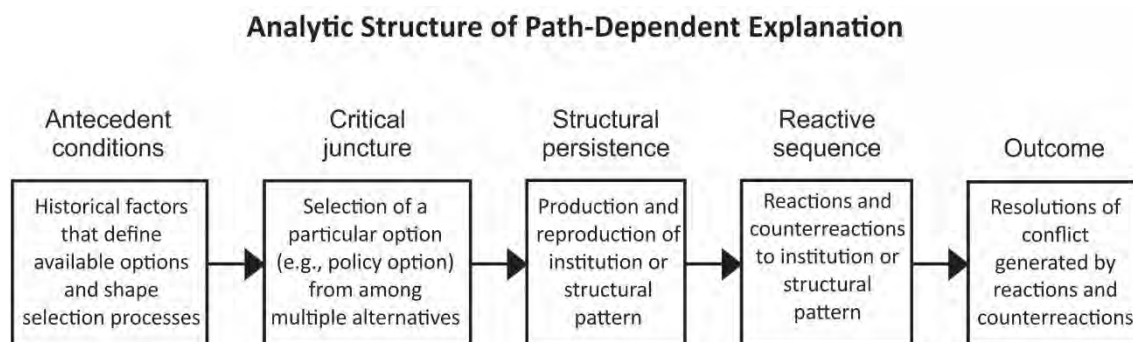 Analytic Structure of Path-Dependent Explanation
Antecedent
conditions
Critical
juncture
Structural
persistence
Reactive
sequence
Outcome
Historical factors
that define
available options
and shape
selection processes
Selection of a
particular option
(e.g., policy option)
from among
multiple alternatives
Production and
reproduction of
institution or
structural
pattern
Reactions and
counterreactions
to institution or
structural
pattern
Resolutions of
conflict
generated by
reactions and
counterreactions